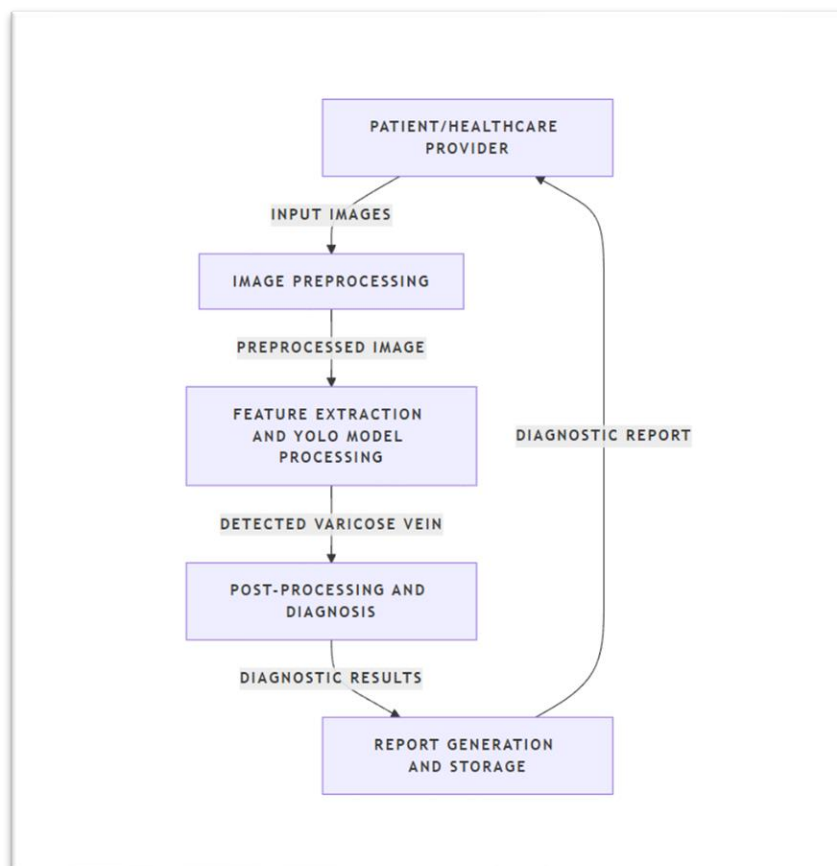 PATIENT/HEALTHCARE
PROVIDER
INPUT IMAGES
IMAGE PREPROCESSING
PREPROCESSED IMAGE
FEATURE EXTRACTION
AND YOLO MODEL
PROCESSING
DIAGNOSTIC REPORT
DETECTED VARICOSE VEIN
POST-PROCESSING AND
DIAGNOSIS
DIAGNOSTIC RESULTS
REPORT GENERATION
AND STORAGE